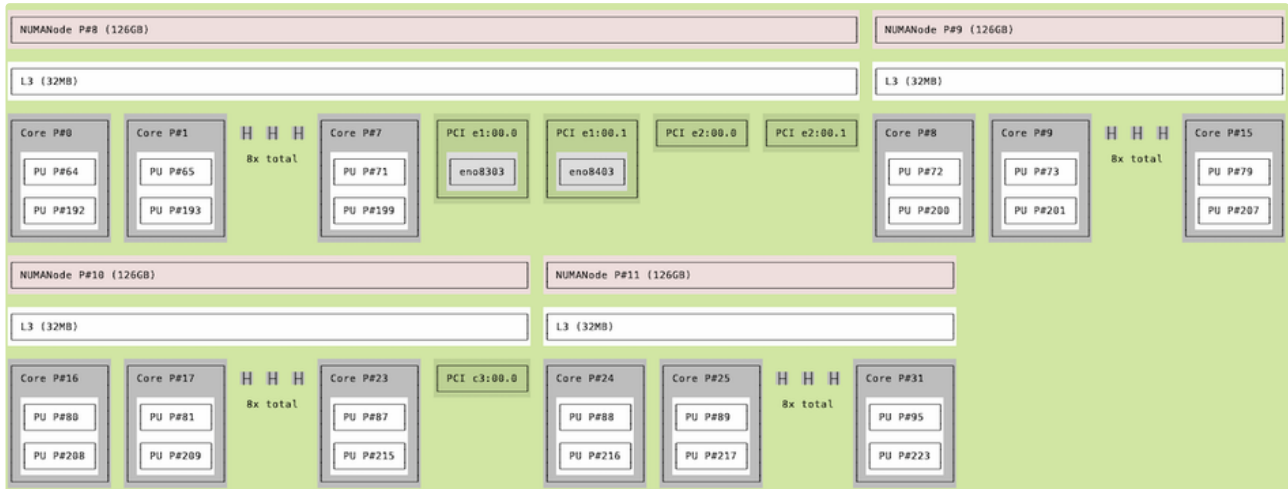 NUMANode P#8 (126GB)
NUMANode P#9 (126GB)
L3 (32MB)
L3 (32MB)
Core P#0
Core P#1
8x total
Core P#7
PCI e1:00.0
PCI e1:00.1
PCI e2:00.0
PCI e2:00.1
Core P#8
Core P#9
8x total
Core P#15
PU P#64
PU P#65
PU P#71
eno8303
eno8403
PU P#72
PU P#73
PU P#79
PU P#192
PU P#193
PU P#199
PU P#200
PU P#201
PU P#207
NUMANode P#10 (126GB)
NUMANode P#11 (126GB)
L3 (32MB)
L3 (32MB)
Core P#16
Core P#17
8x total
Core P#23
PCI c3:00.0
Core P#24
Core P#25
8x total
Core P#31
PU P#80
PU P#81
PU P#87
PU P#88
PU P#89
PU P#95
PU P#208
PU P#209
PU P#215
PU P#216
PU P#217
PU P#223